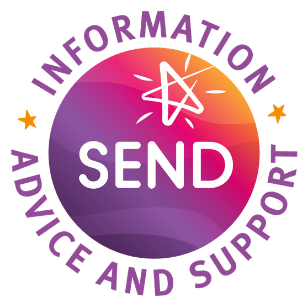 INFORMATION
SEND
ADVICE AND SUPPORT